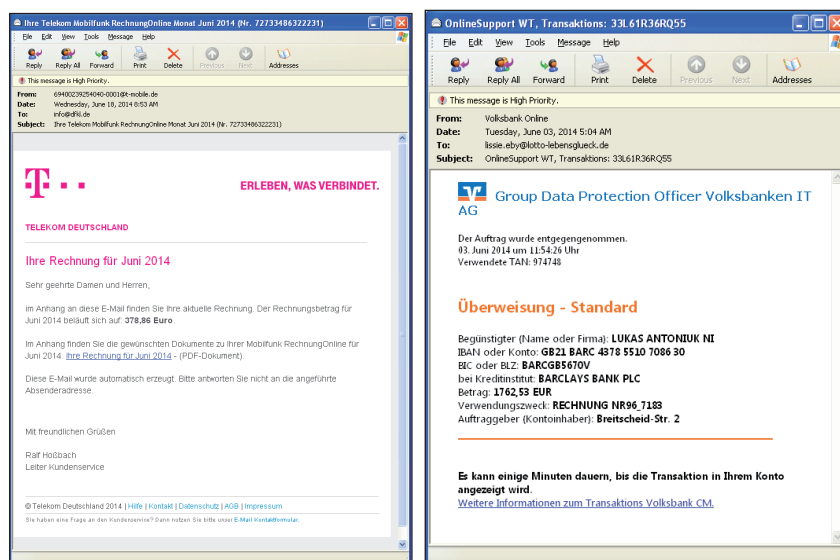 Ihre Telekom Mobilfunk RechnungOnline Monat Juni 2014 (Nr. 72733486322231)
File Edit View Tools Message Help
Reply Reply All Forward Print Delete Previous Next Addresses
This message is High Priority.
From: 69400239254040-0001@t-mobile.de
Date: Wednesday, June 18, 2014 8:53 AM
To: info@dfkl.de
Subject: Ihre Telekom Mobilfunk RechnungOnline Monat Juni 2014 (Nr. 72733486322231)
T
ERLEBEN, WAS VERBINDET.
TELEKOM DEUTSCHLAND
Ihre Rechnung für Juni 2014
Sehr geehrte Damen und Herren,
im Anhang an diese E-Mail finden Sie Ihre aktuelle Rechnung. Der Rechnungsbetrag für
Juni 2014 beläuft sich auf: 378,86 Euro.
Im Anhang finden Sie die gewünschten Dokumente zu Ihrer Mobilfunk RechnungOnline für
Juni 2014. Ihre Rechnung für Juni 2014 - (PDF-Dokument).
Diese E-Mail wurde automatisch erzeugt. Bitte antworten Sie nicht an die angeführte
Absenderadresse.
Mit freundlichen Grüßen
Ralf Hoßbach
Leiter Kundenservice
© Telekom Deutschland 2014 | Hilfe | Kontakt | Datenschutz | AGB | Impressum
Sie haben eine Frage an den Kundenservice? Dann nutzen Sie bitte unser E-Mail Kontaktformular.
OnlineSupport WT, Transaktions: 33L61R36RQ55
File Edit View Tools Message Help
Reply Reply All Forward Print Delete Previous Next Addresses
This message is High Priority.
From: Volksbank Online
Date: Tuesday, June 03, 2014 5:04 AM
To: lissie.eby@lotto-lebensglueck.de
Subject: OnlineSupport WT, Transaktions: 33L61R36RQ55
Group Data Protection Officer Volksbanken IT
AG
Der Auftrag wurde entgegengenommen.
03. Juni 2014 um 11:54:26 Uhr
Verwendete TAN: 974748
Überweisung - Standard
Begünstigter (Name oder Firma): LUKAS ANTONIUK NI
IBAN oder Konto: GB21 BARC 4378 5510 7086 30
BIC oder BLZ: BARCGB5670V
bei Kreditinstitut: BARCLAYS BANK PLC
Betrag: 1762,53 EUR
Verwendungszweck: RECHNUNG NR96_7183
Auftraggeber (Kontoinhaber): Breitscheid-Str. 2
Es kann einige Minuten dauern, bis die Transaktion in Ihrem Konto
angezeigt wird.
Weitere Informationen zum Transaktions Volksbank CM.